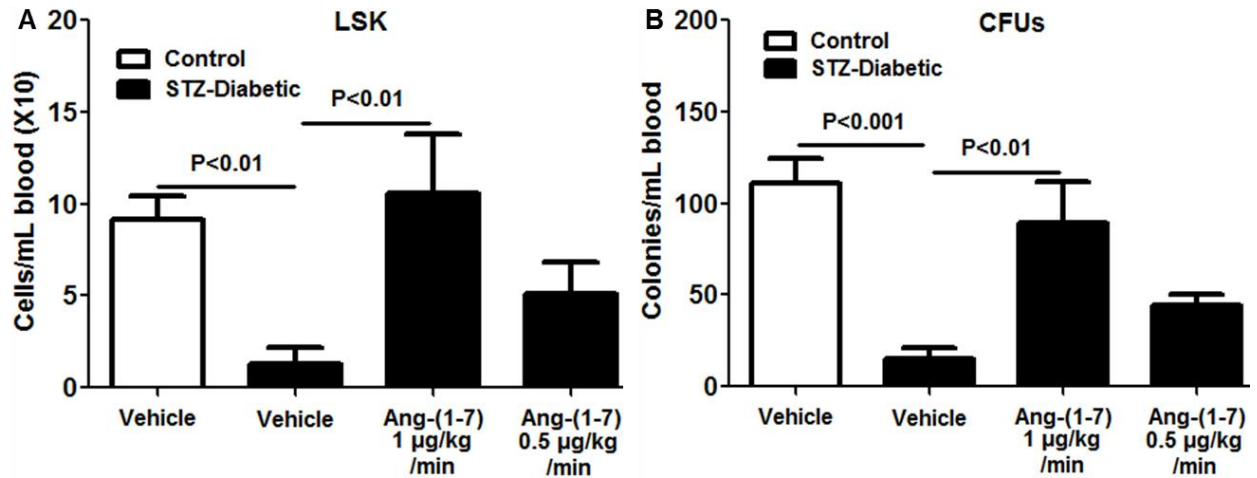 A
LSK
Cells/mL blood (X10)
20
15
10
5
0
Control
STZ-Diabetic
P<0.01
P<0.01
Vehicle
Vehicle
Ang-(1-7)
1 µg/kg
/min
Ang-(1-7)
0.5 µg/kg
/min
B
CFUs
Colonies/mL blood
200
150
100
50
0
Control
STZ-Diabetic
P<0.001
P<0.01
Vehicle
Vehicle
Ang-(1-7)
1 µg/kg
/min
Ang-(1-7)
0.5 µg/kg
/min